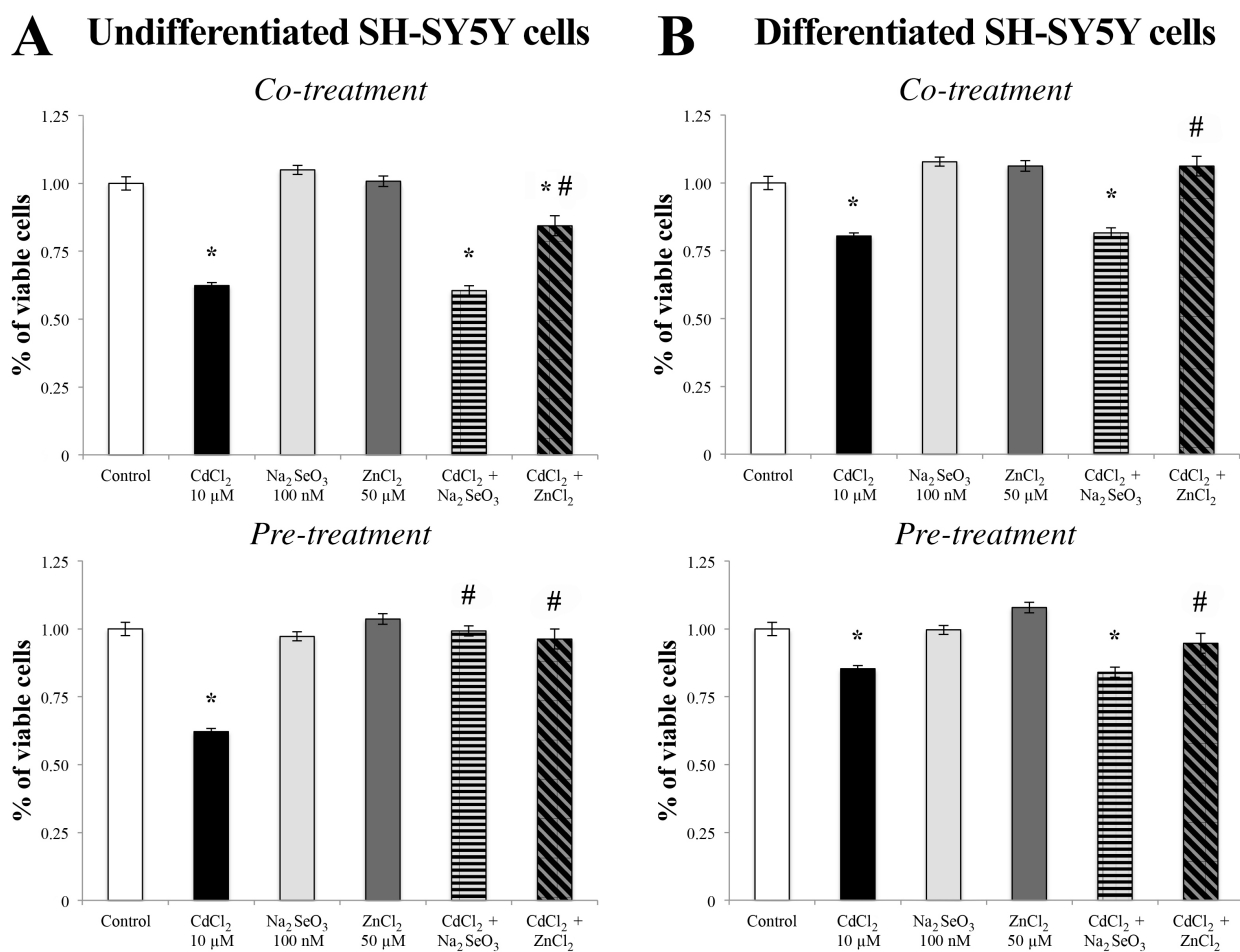 A Undifferentiated SH-SY5Y cells
Co-treatment
% of viable cells
1.25
1.00
0.75
0.50
0.25
0
*
*
* #
Control
CdCl₂
10 µM
Na₂SeO₃
100 nM
ZnCl₂
50 µM
CdCl₂ +
Na₂SeO₃
CdCl₂ +
ZnCl₂
Pre-treatment
% of viable cells
1.25
1.00
0.75
0.50
0.25
0
*
#
#
Control
CdCl₂
10 µM
Na₂SeO₃
100 nM
ZnCl₂
50 µM
CdCl₂ +
Na₂SeO₃
CdCl₂ +
ZnCl₂
B Differentiated SH-SY5Y cells
Co-treatment
% of viable cells
1.25
1.00
0.75
0.50
0.25
0
*
*
#
Control
CdCl₂
10 µM
Na₂SeO₃
100 nM
ZnCl₂
50 µM
CdCl₂ +
Na₂SeO₃
CdCl₂ +
ZnCl₂
Pre-treatment
% of viable cells
1.25
1.00
0.75
0.50
0.25
0
*
*
#
Control
CdCl₂
10 µM
Na₂SeO₃
100 nM
ZnCl₂
50 µM
CdCl₂ +
Na₂SeO₃
CdCl₂ +
ZnCl₂